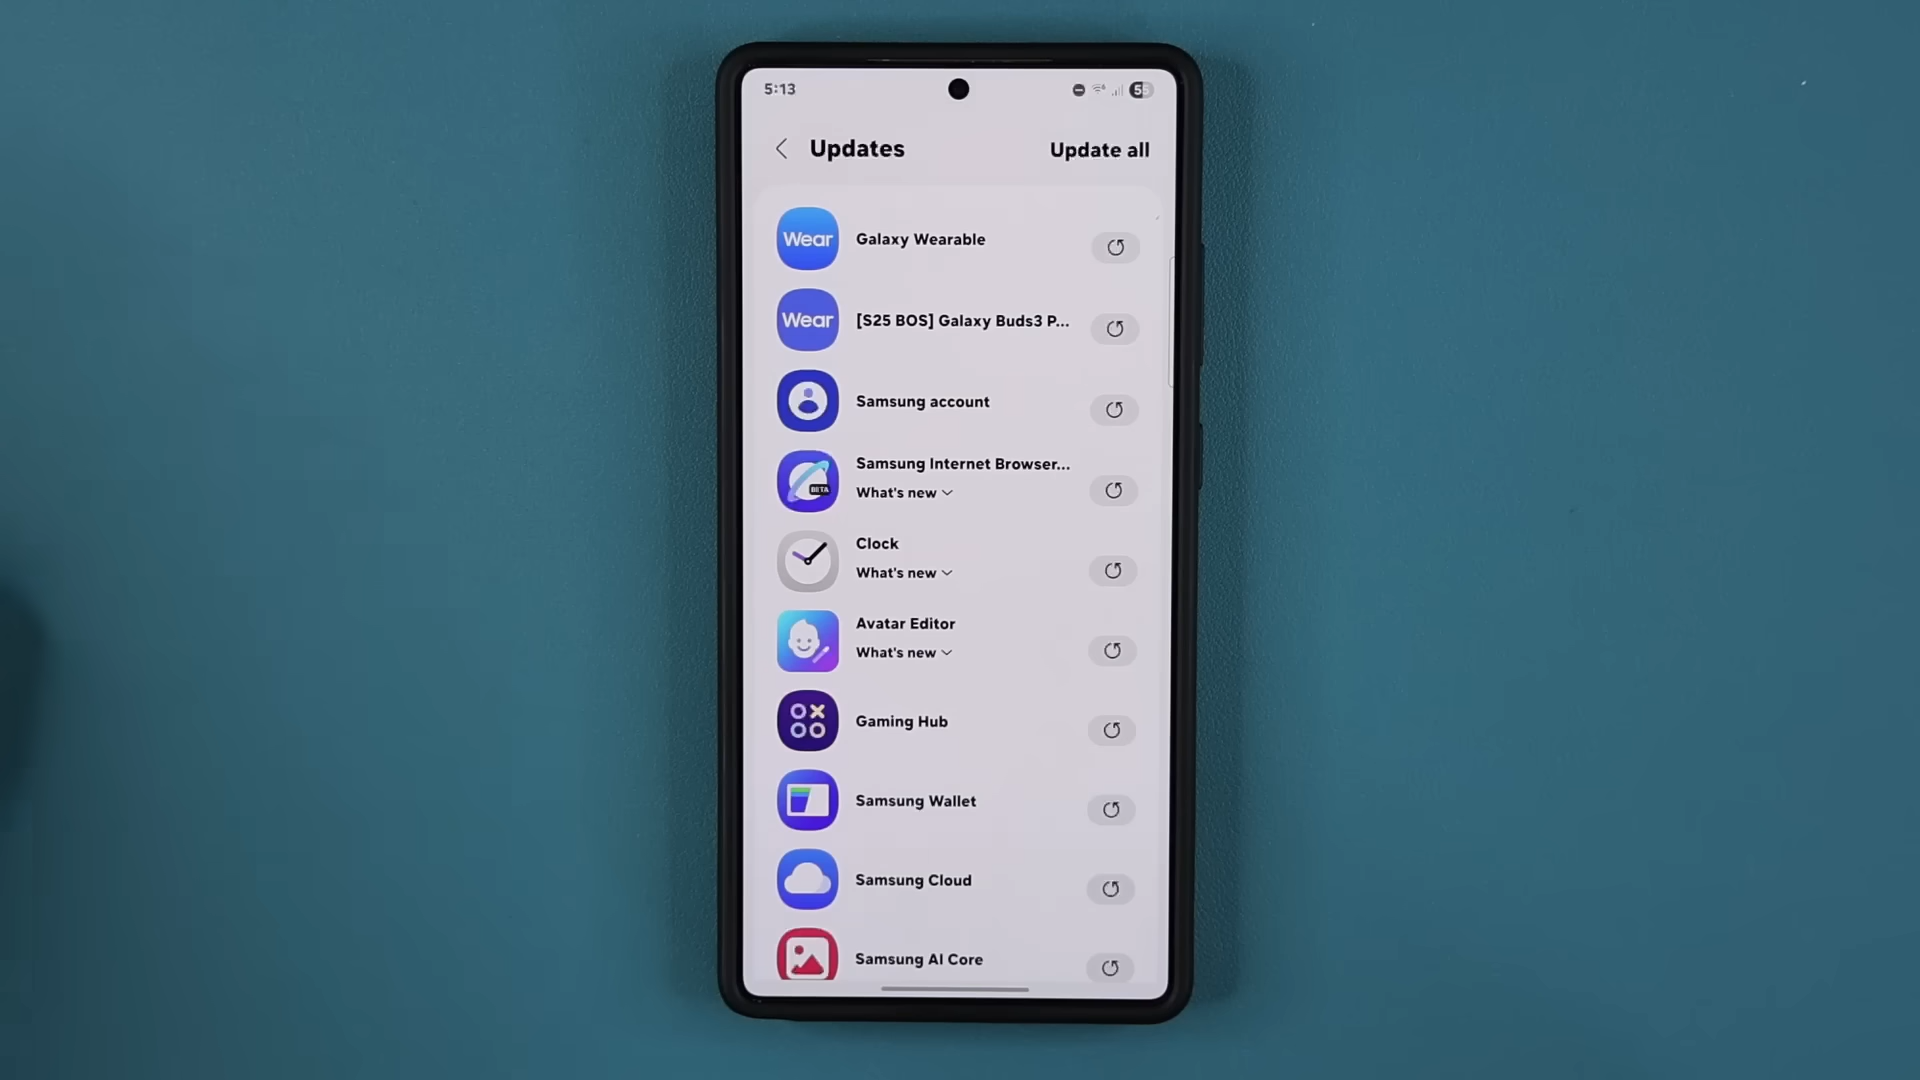 5:13
55
Updates
Update all
Wear
Galaxy Wearable
Wear
[S25 BOS] Galaxy Buds3 P...
Samsung account
Samsung Internet Browser...
BETA
What's new
Clock
What's new
Avatar Editor
What's new
Gaming Hub
Samsung Wallet
Samsung Cloud
Samsung AI Core